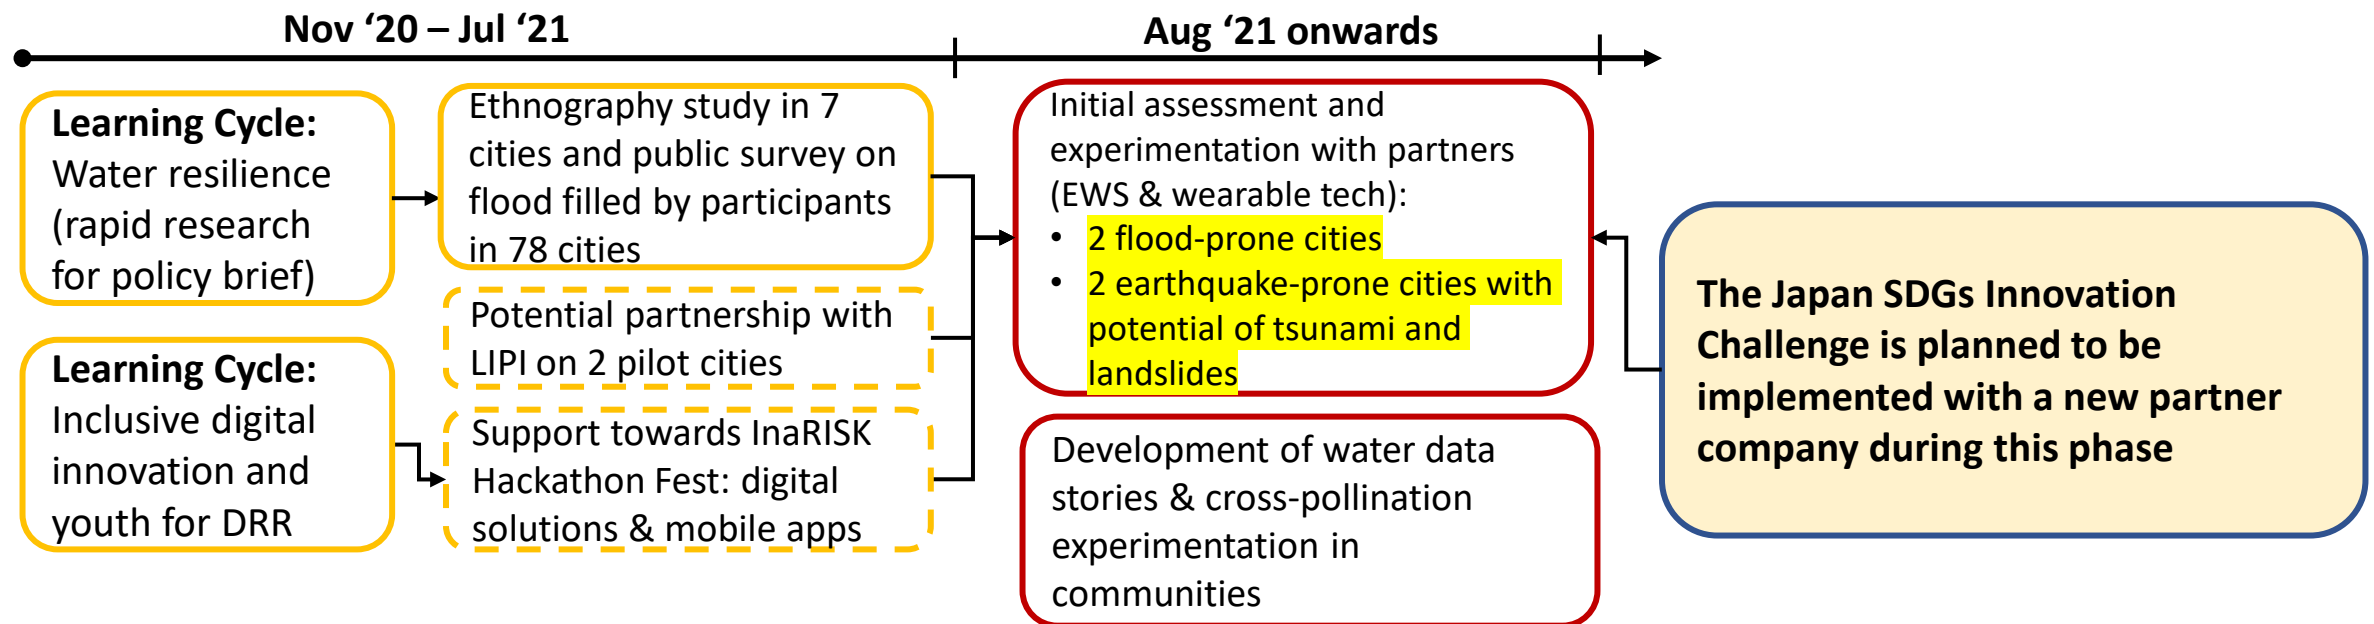 Nov ‘20 – Jul ‘21
Aug ‘21 onwards
Learning Cycle:
Water resilience
(rapid research
for policy brief)
Learning Cycle:
Inclusive digital
innovation and
youth for DRR
Ethnography study in 7
cities and public survey on
flood filled by participants
in 78 cities
Potential partnership with
LIPI on 2 pilot cities
Support towards InaRISK
Hackathon Fest: digital
solutions & mobile apps
Initial assessment and
experimentation with partners
(EWS & wearable tech):
• 2 flood-prone cities
• 2 earthquake-prone cities with
potential of tsunami and
landslides
Development of water data
stories & cross-pollination
experimentation in
communities
The Japan SDGs Innovation
Challenge is planned to be
implemented with a new partner
company during this phase